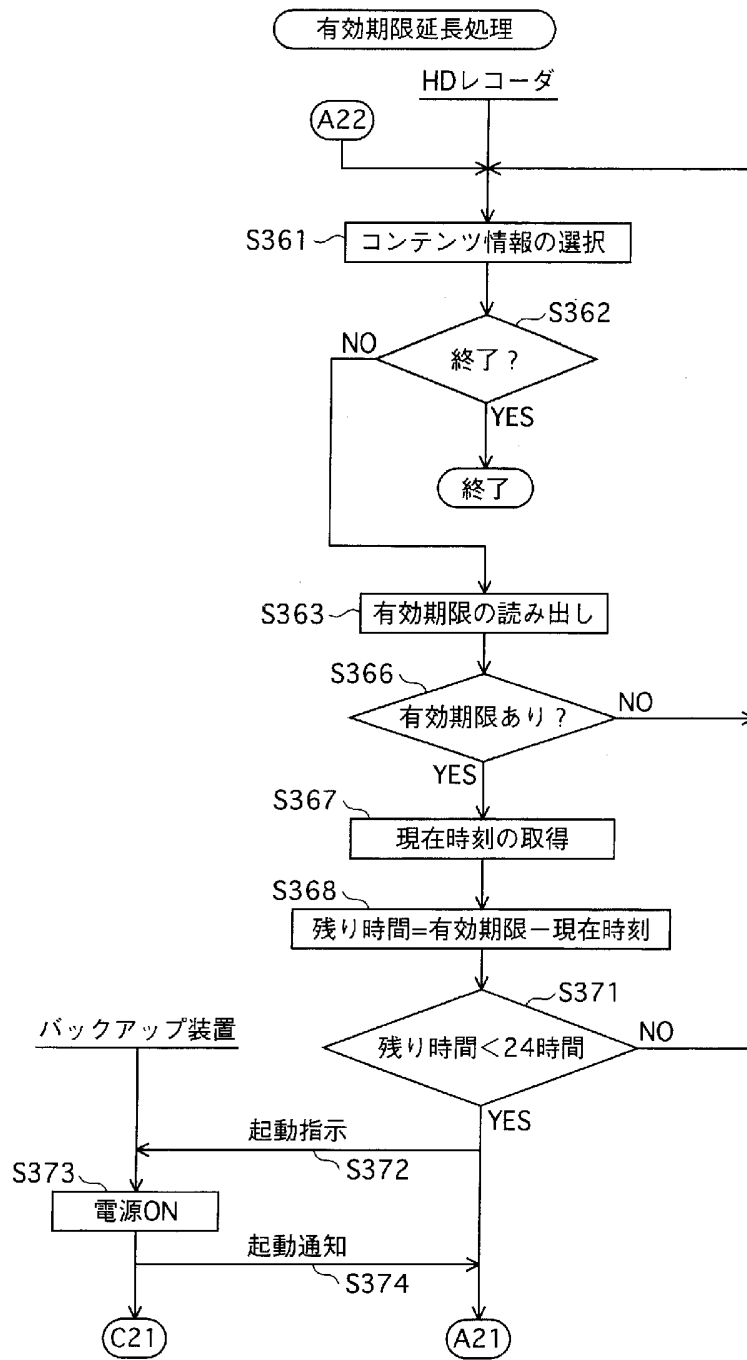 有効期限延長処理
HDレコーダ
A22
S361
コンテンツ情報の選択
S362
NO
終了？
YES
終了
S363
有効期限の読み出し
S366
有効期限あり？
NO
YES
S367
現在時刻の取得
S368
残り時間=有効期限－現在時刻
S371
バックアップ装置
残り時間＜24時間
NO
YES
起動指示
S372
S373
電源ON
起動通知
S374
C21
A21